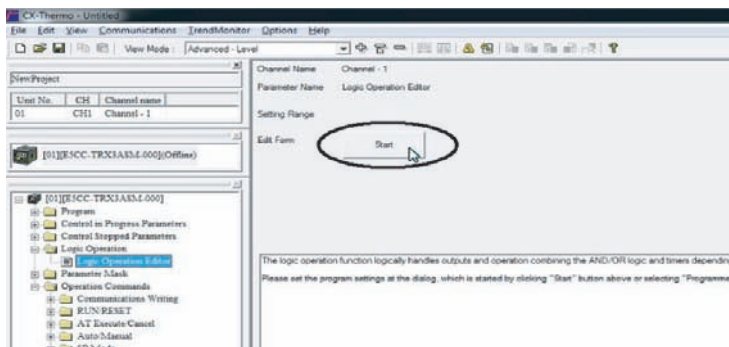 CX-Thermo - Untitled
File Edit View Communications TrendMonitor Options Help
View Mode : Advanced - Level
NewProject
Unit No. CH Channel name
01 CH1 Channel - 1
[01][E5CC-TRX3ASM-000](Offline)
[01][E5CC-TRX3ASM-000]
Program
Control in Progress Parameters
Control Stopped Parameters
Logic Operation
Logic Operation Editor
Parameter Mask
Operation Commands
Communications Writing
RUN/RESET
AT Execute/Cancel
Auto/Manual
Channel Name Channel - 1
Parameter Name Logic Operation Editor
Setting Range
Edit Form Start
The logic operation function logically handles outputs and operation combining the AND/OR logic and timers dependin
Please set the program settings at the dialog, which is started by clicking "Start" button above or selecting "Programme